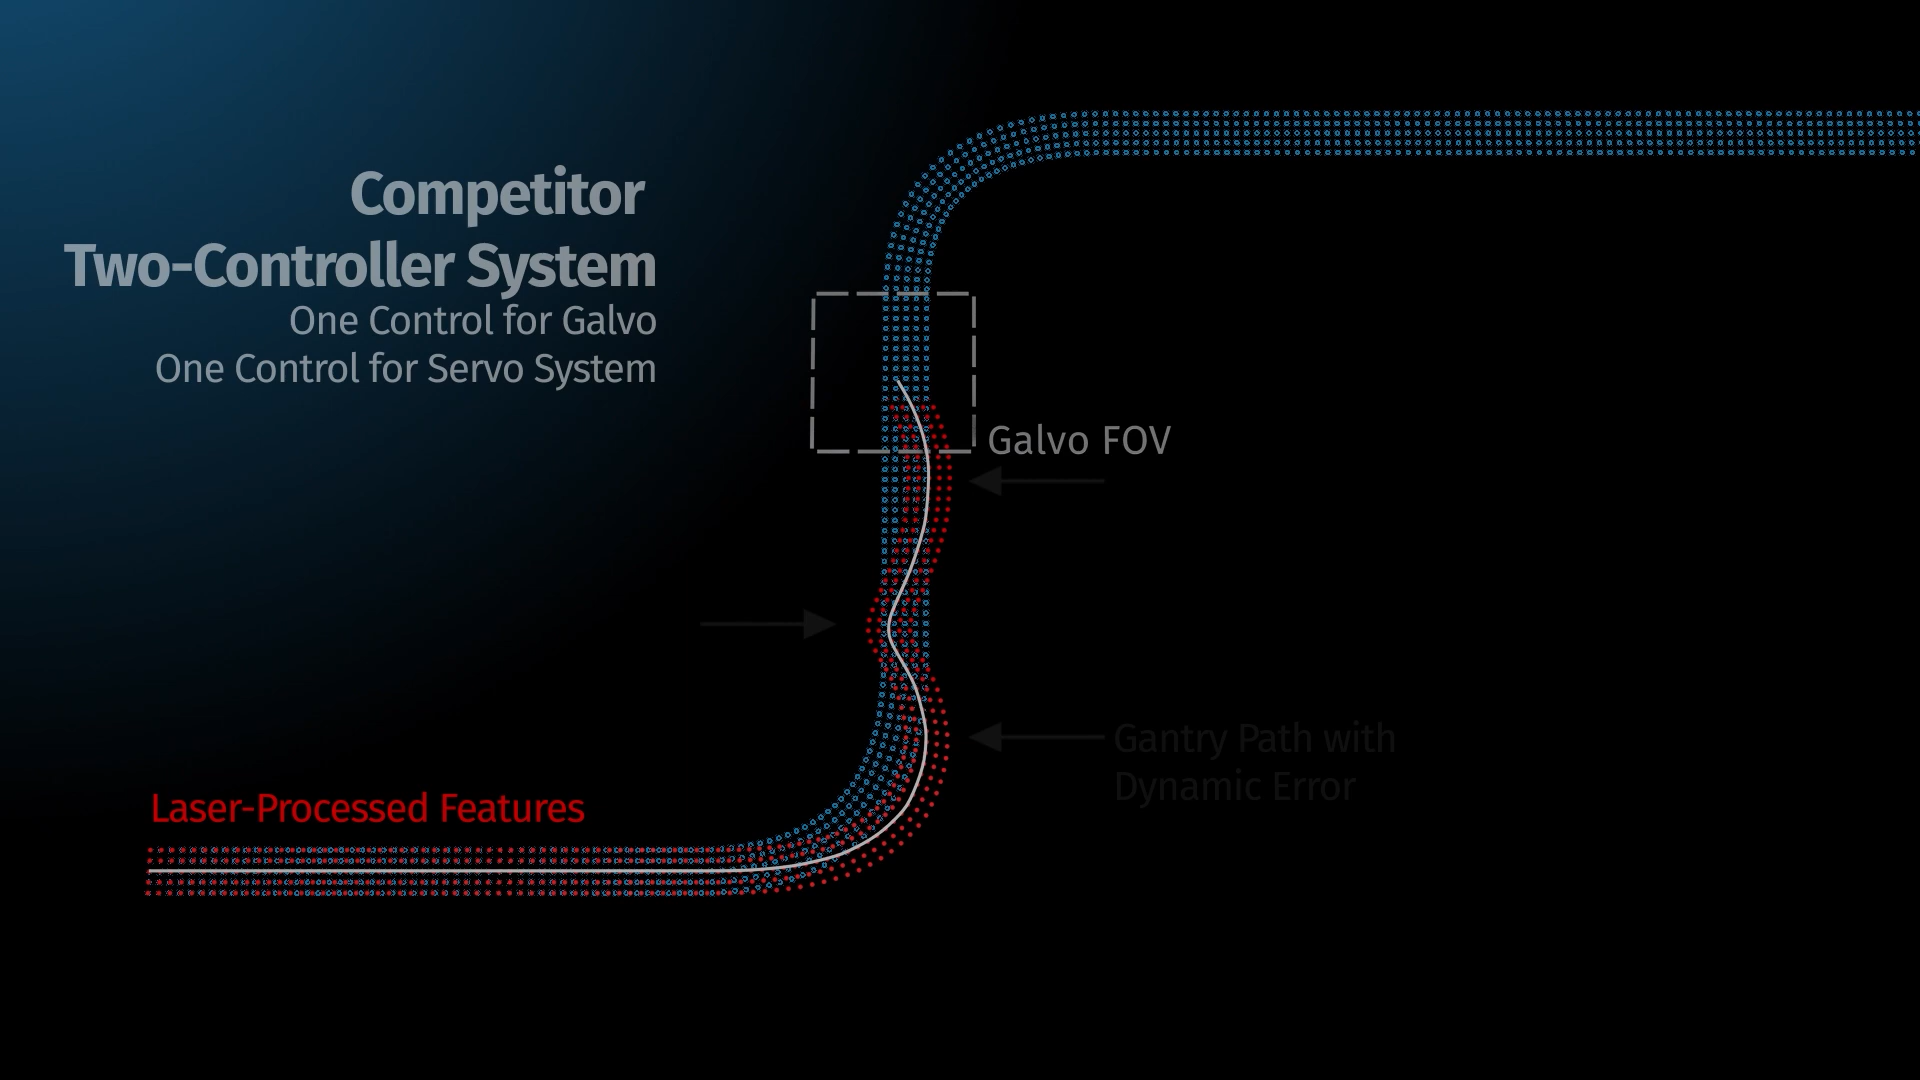 Competitor
Two-Controller System
One Control for Galvo
One Control for Servo System
Galvo FOV
Gantry Path with
Dynamic Error
Laser-Processed Features